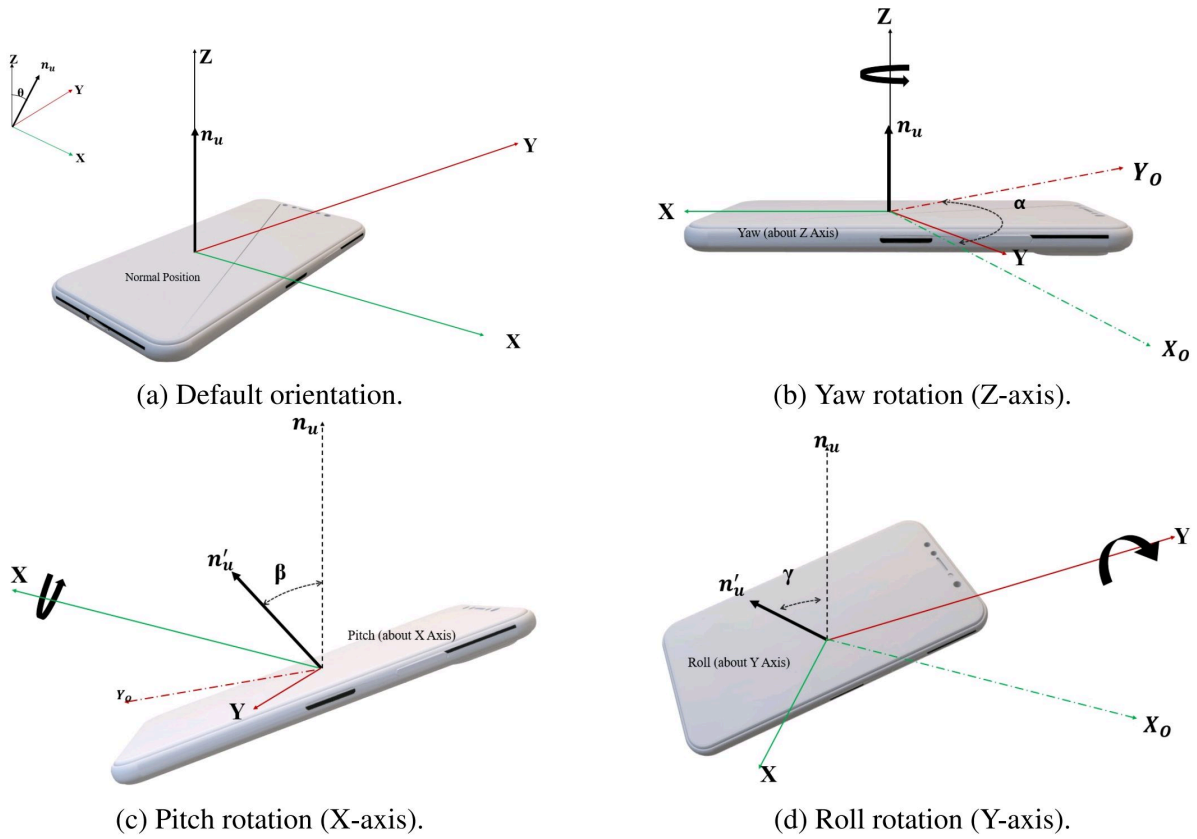 Z
n_u
θ
Y
X
Z
n_u
Y
Normal Position
X
(a) Default orientation.
Z
n_u
Y_O
X
α
Yaw (about Z Axis)
Y
X_O
(b) Yaw rotation (Z-axis).
n_u
X
n'_u
β
Pitch (about X Axis)
Y_O
Y
(c) Pitch rotation (X-axis).
n_u
Y
n'_u
γ
Roll (about Y Axis)
X_O
X
(d) Roll rotation (Y-axis).